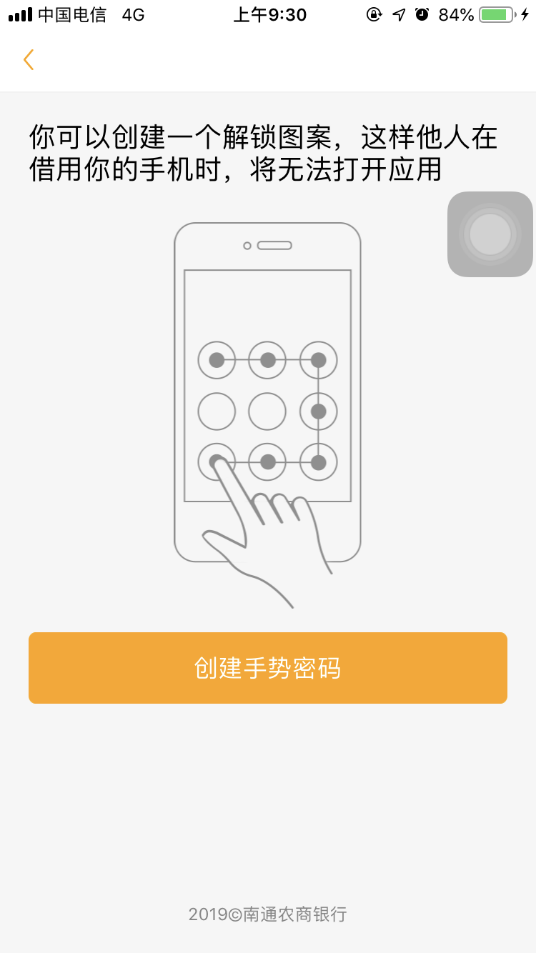 中国电信 4G 上午9:30 84%
你可以创建一个解锁图案，这样他人在
借用你的手机时，将无法打开应用
创建手势密码
2019©南通农商银行